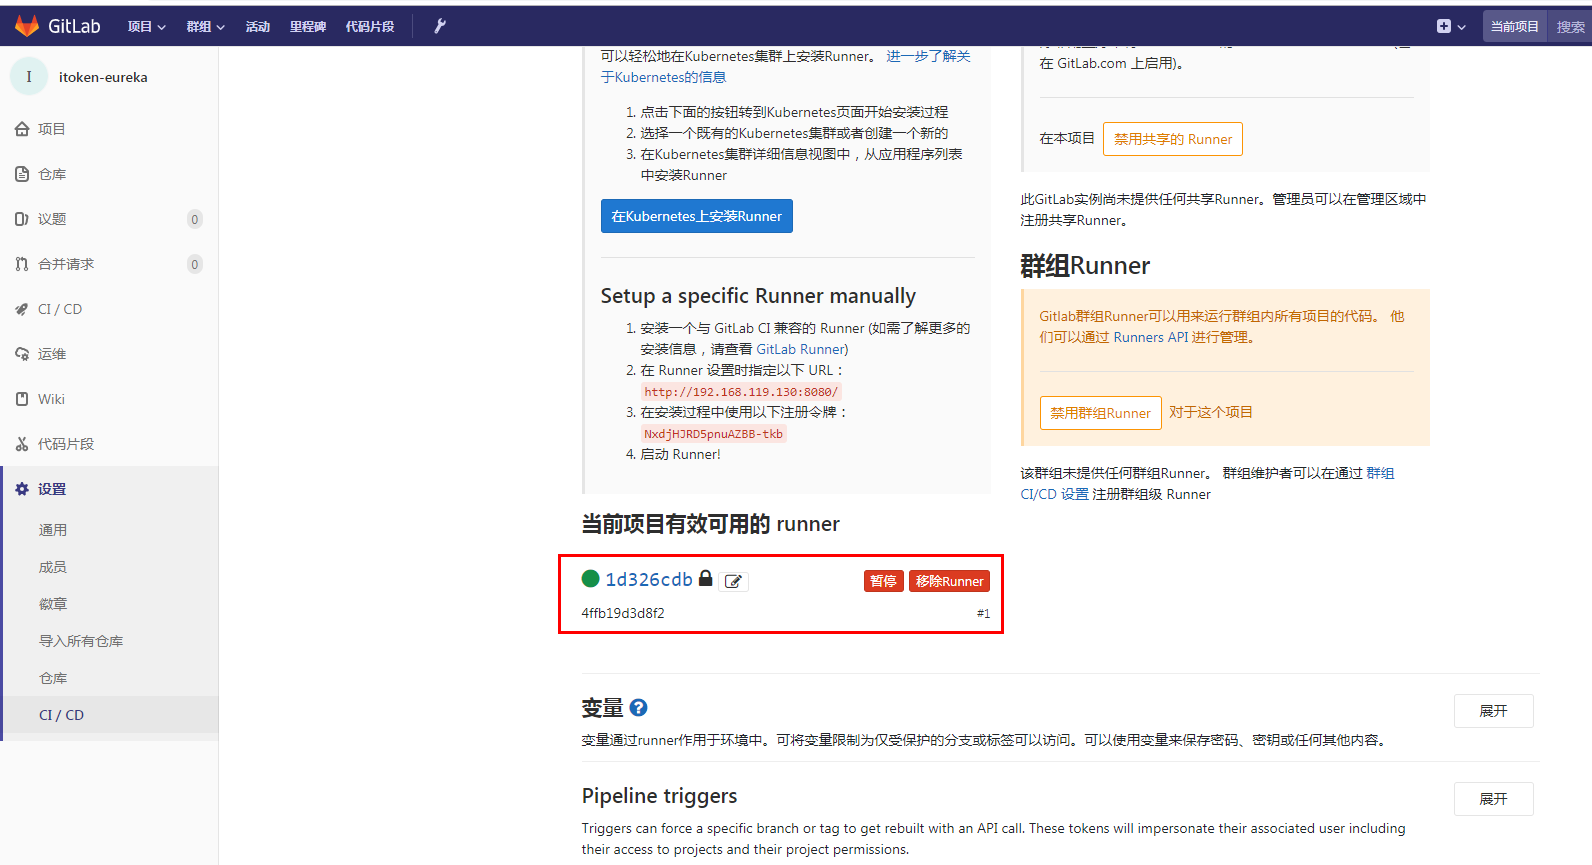 GitLab 项目 群组 活动 里程碑 代码片段 当前项目 搜索
I itoken-eureka
项目
仓库
议题 0
合并请求 0
CI / CD
运维
Wiki
代码片段
设置
通用
成员
徽章
导入所有仓库
仓库
CI / CD
可以轻松地在Kubernetes集群上安装Runner。 进一步了解关
于Kubernetes的信息
1. 点击下面的按钮转到Kubernetes页面开始安装过程
2. 选择一个既有的Kubernetes集群或者创建一个新的
3. 在Kubernetes集群详细信息视图中，从应用程序列表
中安装Runner
在Kubernetes上安装Runner
Setup a specific Runner manually
1. 安装一个与 GitLab CI 兼容的 Runner (如需了解更多的
安装信息，请查看 GitLab Runner)
2. 在 Runner 设置时指定以下 URL：
http://192.168.119.130:8080/
3. 在安装过程中使用以下注册令牌：
NxdjHJRD5pnuAZBB-tkb
4. 启动 Runner!
当前项目有效可用的 runner
1d326cdb 暂停 移除Runner
4ffb19d3d8f2 #1
在 GitLab.com 上启用)。
在本项目 禁用共享的 Runner
此GitLab实例尚未提供任何共享Runner。管理员可以在管理区域中
注册共享Runner。
群组Runner
Gitlab群组Runner可以用来运行群组内所有项目的代码。 他
们可以通过 Runners API 进行管理。
禁用群组Runner 对于这个项目
该群组未提供任何群组Runner。 群组维护者可以在通过 群组
CI/CD 设置 注册群组级 Runner
变量 展开
变量通过runner作用于环境中。可将变量限制为仅受保护的分支或标签可以访问。可以使用变量来保存密码、密钥或任何其他内容。
Pipeline triggers 展开
Triggers can force a specific branch or tag to get rebuilt with an API call. These tokens will impersonate their associated user including
their access to projects and their project permissions.